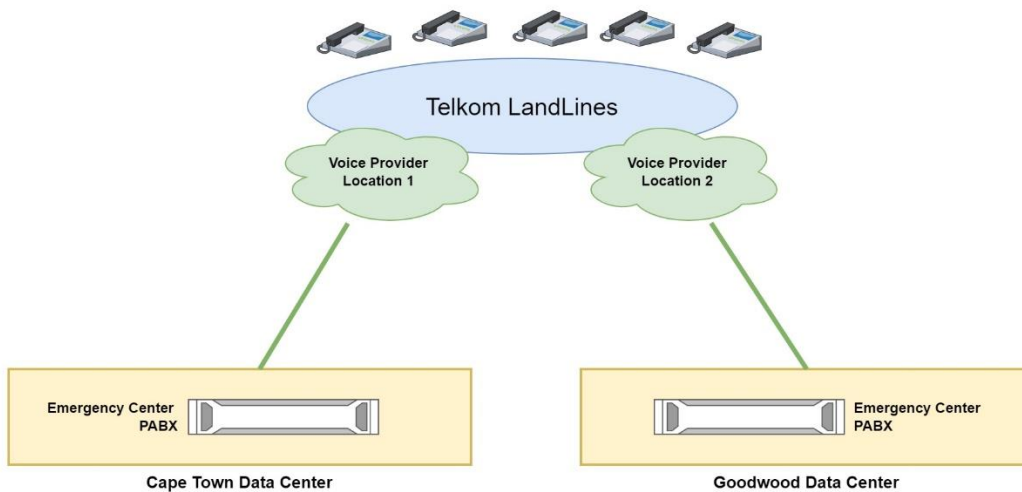 Telkom LandLines
Voice Provider
Location 1
Voice Provider
Location 2
Emergency Center
PABX
Emergency Center
PABX
Cape Town Data Center
Goodwood Data Center